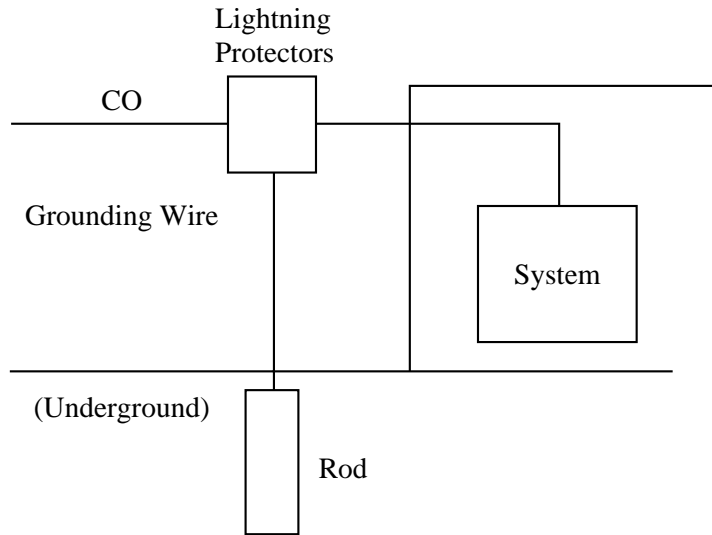 Lightning
Protectors
CO
Grounding Wire
System
(Underground)
Rod